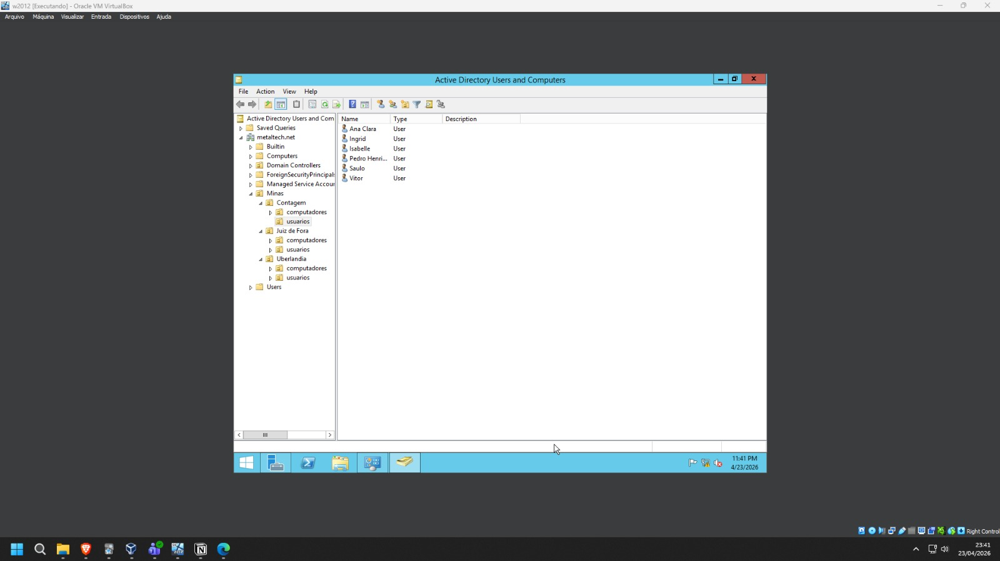 w2012 [Executando] - Oracle VM VirtualBox
Arquivo Máquina Visualizar Entrada Dispositivos Ajuda
Active Directory Users and Computers
File Action View Help
Active Directory Users and Com
Saved Queries
metaltech.net
Builtin
Computers
Domain Controllers
ForeignSecurityPrincipals
Managed Service Accoun
Minas
Contagem
computadores
usuarios
Juiz de Fora
computadores
usuarios
Uberlandia
computadores
usuarios
Users
Name Type Description
Ana Clara User
Ingrid User
Isabelle User
Pedro Henri... User
Saulo User
Vitor User
11:41 PM
4/23/2026
Right Control
23:41
23/04/2026